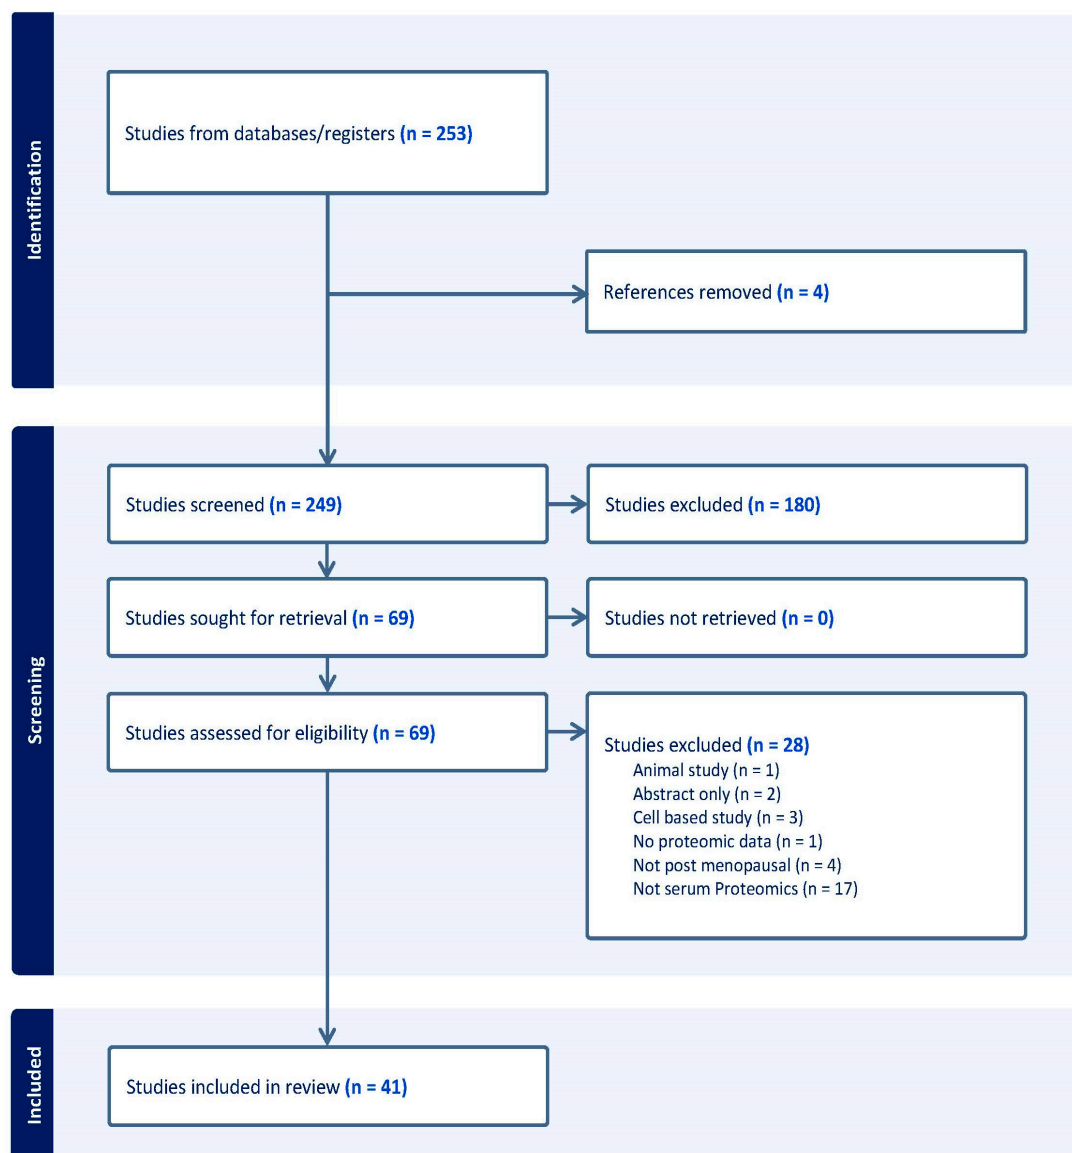 Identification
Studies from databases/registers (n = 253)
References removed (n = 4)
Screening
Studies screened (n = 249)
Studies excluded (n = 180)
Studies sought for retrieval (n = 69)
Studies not retrieved (n = 0)
Studies assessed for eligibility (n = 69)
Studies excluded (n = 28)
Animal study (n = 1)
Abstract only (n = 2)
Cell based study (n = 3)
No proteomic data (n = 1)
Not post menopausal (n = 4)
Not serum Proteomics (n = 17)
Included
Studies included in review (n = 41)